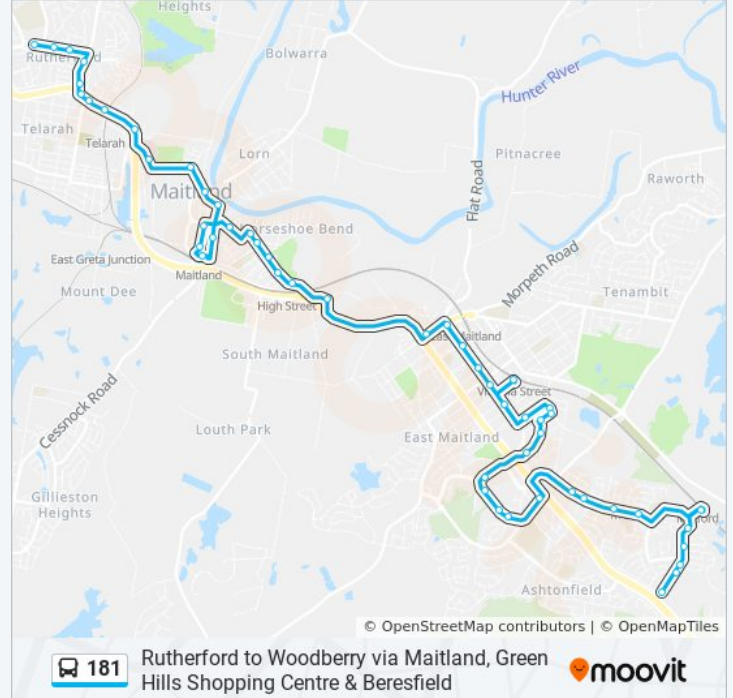 Heights
Bolwarra
Rutherford
Hunter River
Telarah
Telarah
Lorn
Pitnacree
Maitland
Flat Road
Raworth
Horseshoe Bend
East Greta Junction
Maitland
Morpeth Road
Mount Dee
High Street
Tenambit
East Maitland
South Maitland
Victoria Street
Cessnock Road
Louth Park
East Maitland
Gillieston
Heights
Ashtonfield
© OpenStreetMap contributors | © OpenMapTiles
181
Rutherford to Woodberry via Maitland, Green
Hills Shopping Centre & Beresfield
moovit